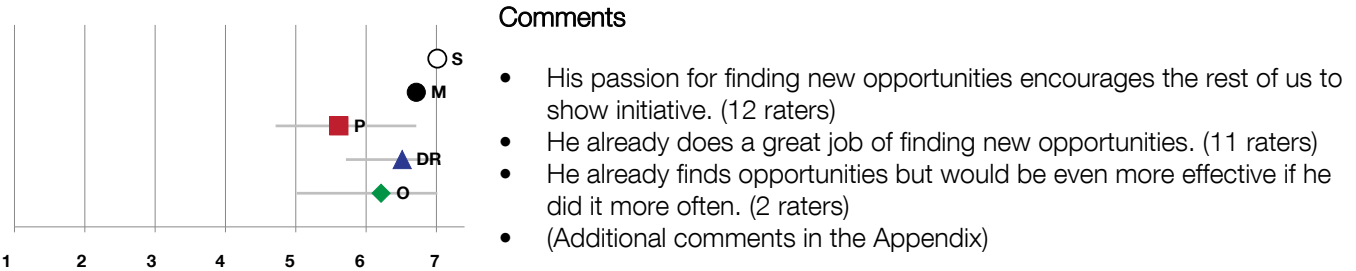 S
M
P
DR
O
1 2 3 4 5 6 7
Comments
• His passion for finding new opportunities encourages the rest of us to
show initiative. (12 raters)
• He already does a great job of finding new opportunities. (11 raters)
• He already finds opportunities but would be even more effective if he
did it more often. (2 raters)
• (Additional comments in the Appendix)